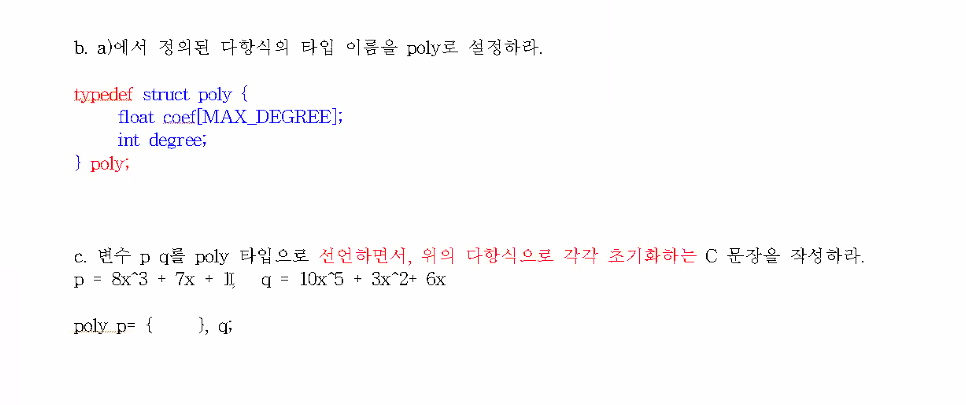 b. a)에서 정의된 다항식의 타입 이름을 poly로 설정하라.
typedef struct poly {
float coef[MAX_DEGREE];
int degree;
} poly;
c. 변수 p q를 poly 타입으로 선언하면서, 위의 다항식으로 각각 초기화하는 C 문장을 작성하라.
p = 8x^3 + 7x + 1, q = 10x^5 + 3x^2+ 6x
poly p= { }, q;